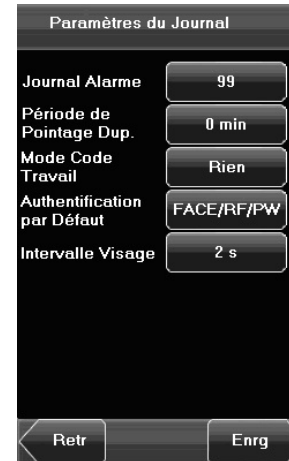 Paramètres du Journal
Journal Alarme
99
Période de
Pointage Dup.
0 min
Mode Code
Travail
Rien
Authentification
par Défaut
FACE/RF/PW
Intervalle Visage
2 s
Retr
Enrg